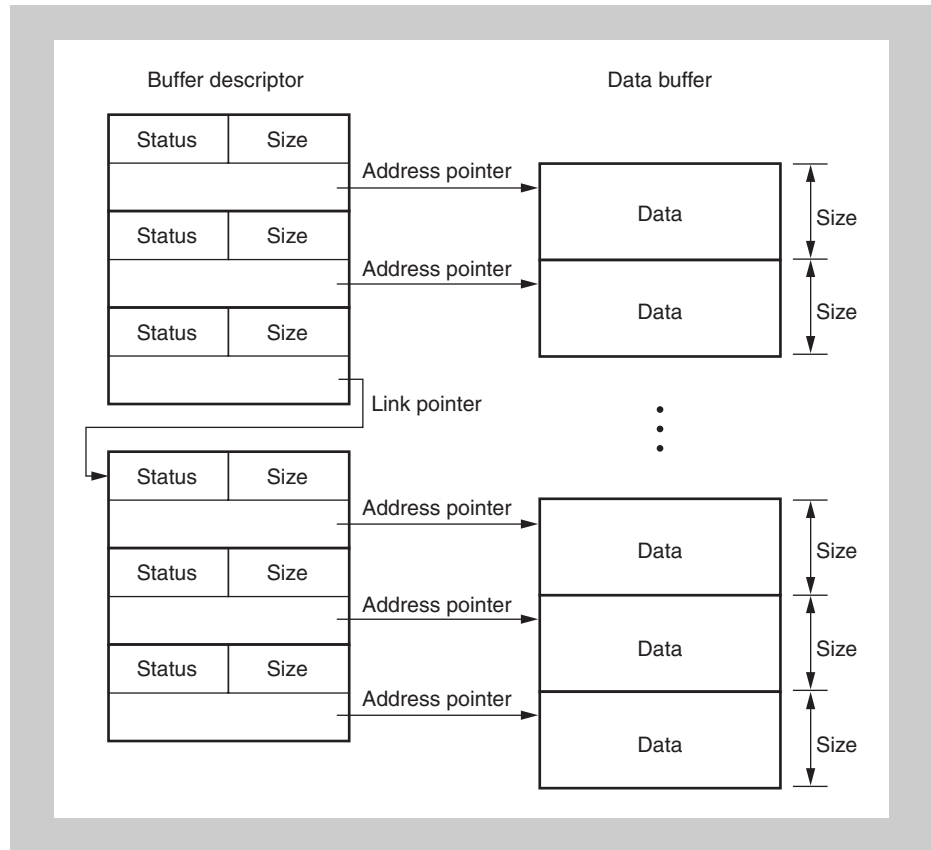 Buffer descriptor
Data buffer
Status Size
Address pointer
Data
Size
Status Size
Address pointer
Data
Size
Status Size
Link pointer
Status Size
Address pointer
Data
Size
Status Size
Address pointer
Data
Size
Status Size
Address pointer
Data
Size